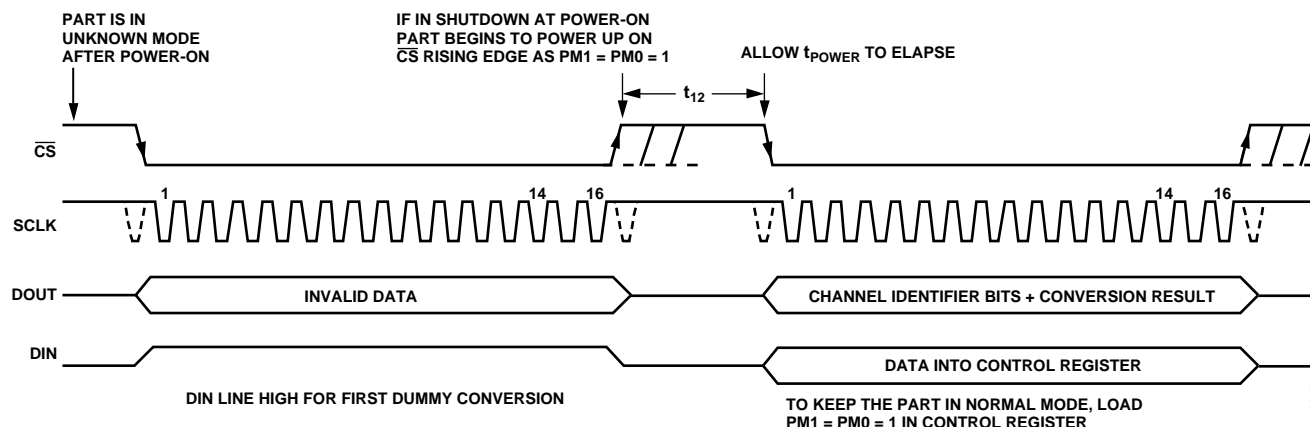 PART IS IN
UNKNOWN MODE
AFTER POWER-ON
IF IN SHUTDOWN AT POWER-ON
PART BEGINS TO POWER UP ON
CS RISING EDGE AS PM1 = PM0 = 1
ALLOW tPOWER TO ELAPSE
t12
CS
1 14 16 1 14 16
SCLK
DOUT INVALID DATA CHANNEL IDENTIFIER BITS + CONVERSION RESULT
DIN DATA INTO CONTROL REGISTER
DIN LINE HIGH FOR FIRST DUMMY CONVERSION
TO KEEP THE PART IN NORMAL MODE, LOAD
PM1 = PM0 = 1 IN CONTROL REGISTER